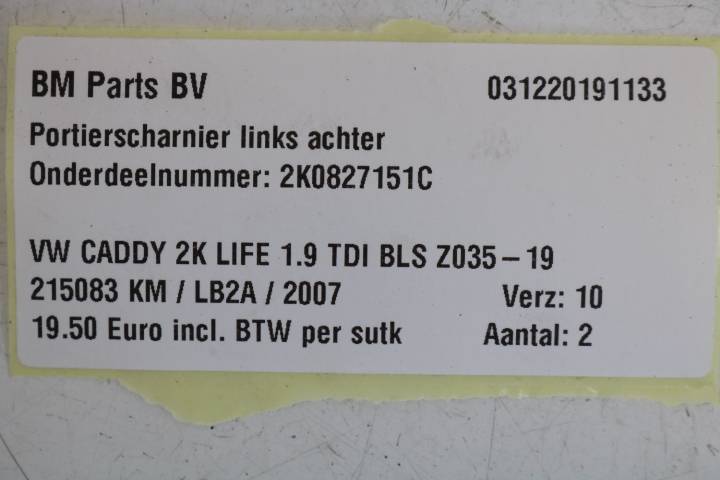 BM Parts BV 031220191133
Portierscharnier links achter
Onderdeelnummer: 2K0827151C
VW CADDY 2K LIFE 1.9 TDI BLS Z035-19
215083 KM / LB2A / 2007 Verz: 10
19.50 Euro incl. BTW per sutk Aantal: 2